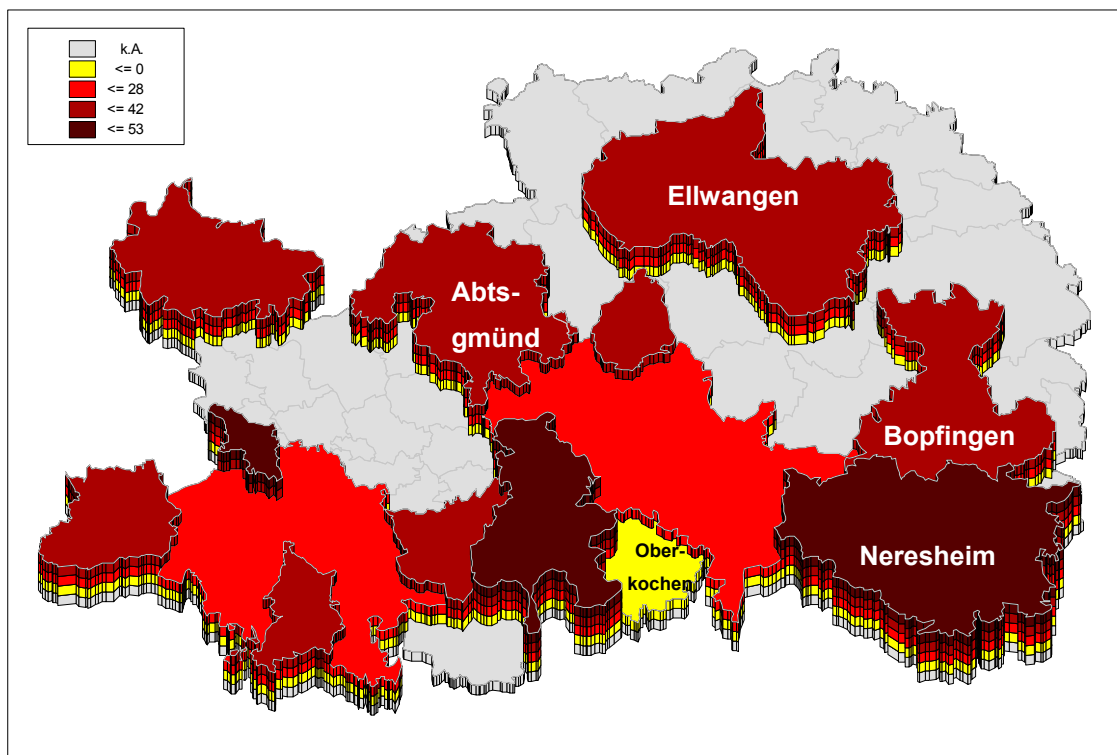 k.A.
<= 0
<= 28
<= 42
<= 53
Ellwangen
Abts-
gmünd
Bopfingen
Ober-
kochen
Neresheim